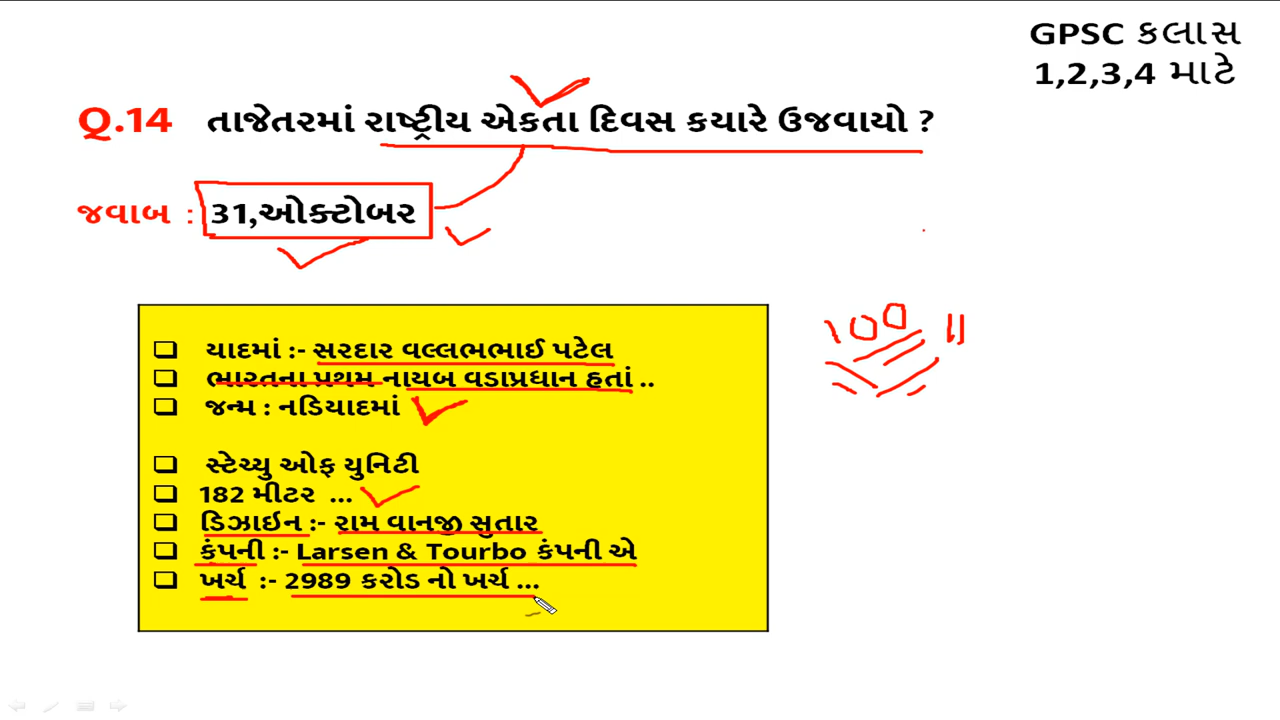 GPSC કલાસ
1,2,3,4 માટે
Q.14 તાજેતરમાં રાષ્ટ્રીય એકતા દિવસ કયારે ઉજવાયો ?
જવાબ : 31,ઓક્ટોબર
100 ॥
યાદમાં :- સરદાર વલ્લભભાઈ પટેલ
ભારતના પ્રથમ નાયબ વડાપ્રધાન હતાં ..
જન્મ : નડિયાદમાં
સ્ટેચ્યુ ઓફ યુનિટી
182 મીટર ...
ડિઝાઇન :- રામ વાનજી સુતાર
કંપની :- Larsen & Tourbo કંપની એ
ખર્ચ :- 2989 કરોડ નો ખર્ચ ...